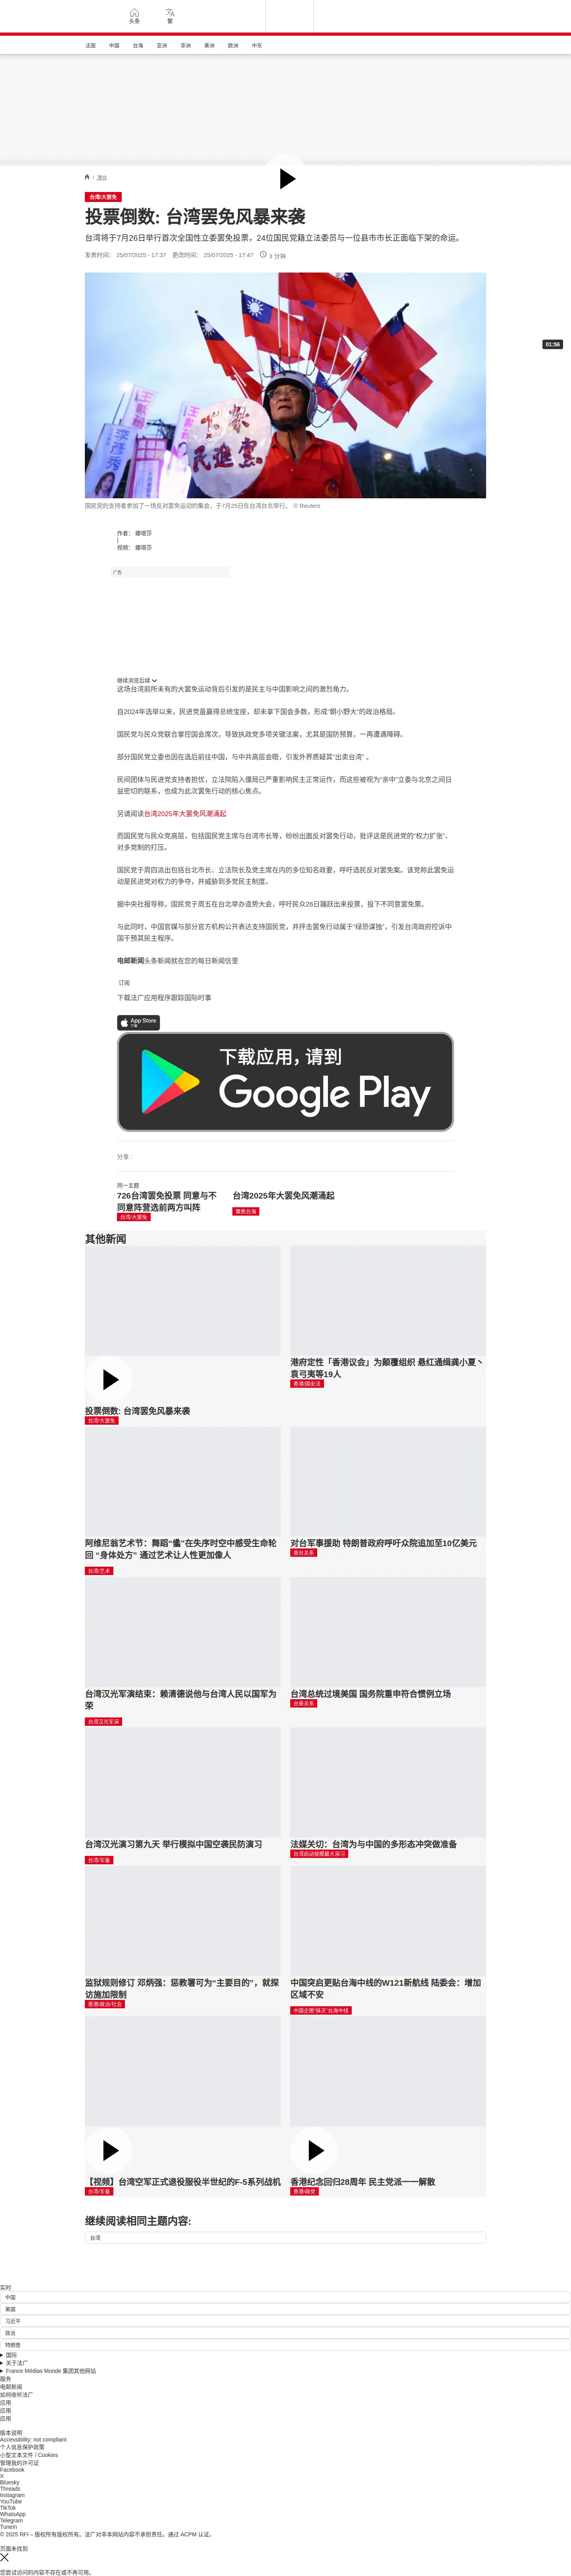 头条
繁
法国
中国
台海
亚洲
非洲
美洲
欧洲
中东
/ 港台
台湾/大罢免
投票倒数: 台湾罢免风暴来袭
台湾将于7月26日举行首次全国性立委罢免投票，24位国民党籍立法委员与一位县市市长正面临下架的命运。
发表时间： 25/07/2025 - 17:37 更改时间： 25/07/2025 - 17:47 3 分钟
01:56
李彦秀
民進黨
国民党的支持者参加了一场反对罢免运动的集会，于7月25日在台湾台北举行。 © Reuters
作者： 娜塔莎
|
视频： 娜塔莎
广告
继续浏览后续
这场台湾前所未有的大罢免运动背后引发的是民主与中国影响之间的激烈角力。
自2024年选举以来，民进党虽赢得总统宝座，却未拿下国会多数，形成“朝小野大”的政治格局。
国民党与民众党联合掌控国会席次，导致执政党多项关键法案，尤其是国防预算，一再遭遇障碍。
部分国民党立委也因在选后前往中国，与中共高层会晤，引发外界质疑其“出卖台湾” 。
民间团体与民进党支持者担忧，立法院陷入僵局已严重影响民主正常运作，而这些被视为“亲中”立委与北京之间日
益密切的联系，也成为此次罢免行动的核心焦点。
另请阅读台湾2025年大罢免风潮涌起
而国民党与民众党高层，包括国民党主席与台湾市长等，纷纷出面反对罢免行动，批评这是民进党的“权力扩张”、
对多党制的打压。
国民党于周四派出包括台北市长、立法院长及党主席在内的多位知名政要，呼吁选民反对罢免案。该党称此罢免运
动是民进党对权力的争夺，并威胁到多党民主制度。
据中央社报导称，国民党于周五在台北举办造势大会，呼吁民众26日踊跃出来投票，投下不同意罢免票。
与此同时，中国官媒与部分官方机构公开表达支持国民党，并抨击罢免行动属于“绿恐谋独”，引发台湾政府控诉中
国干预其民主程序。
电邮新闻头条新闻就在您的每日新闻信里
订阅
下载法广应用程序跟踪国际时事
App Store
下载
下载应用，请到
Google Play
分享 :
同一主题
726台湾罢免投票 同意与不
同意阵营选前两方叫阵
台湾/大罢免
台湾2025年大罢免风潮涌起
聚焦台海
其他新闻
投票倒数: 台湾罢免风暴来袭
台湾/大罢免
港府定性「香港议会」为颠覆组织 悬红通缉龚小夏丶
袁弓夷等19人
香港/国安法
阿维尼翁艺术节：舞蹈“儘”在失序时空中感受生命轮
回 “身体处方” 通过艺术让人性更加像人
台湾/艺术
对台军事援助 特朗普政府呼吁众院追加至10亿美元
美台关系
台湾汉光军演结束：赖清德说他与台湾人民以国军为
荣
台湾汉光军演
台湾总统过境美国 国务院重申符合惯例立场
台美关系
台湾汉光演习第九天 举行模拟中国空袭民防演习
台湾/军备
法媒关切：台湾为与中国的多形态冲突做准备
台湾启动规模最大演习
监狱规则修订 邓炳强：惩教署可为“主要目的”，就探
访施加限制
香港/政治/社会
中国突启更贴台海中线的W121新航线 陆委会：增加
区域不安
中国企图“抹灭”台海中线
【视频】台湾空军正式退役服役半世纪的F-5系列战机
台湾/军备
香港纪念回归28周年 民主党派一一解散
香港/政党
继续阅读相同主题内容:
台湾
实时
中国
美国
习近平
政治
特朗普
国际
关于法广
France Médias Monde 集团其他网站
服务
电邮新闻
如何收听法广
应用
应用
应用
版本说明
Accessibility: not compliant
个人信息保护政策
小型文本文件 / Cookies
管理我的许可证
Facebook
X
Bluesky
Threads
Instagram
YouTube
TikTok
WhatsApp
Telegram
TuneIn
© 2025 RFI – 版权所有版权所有。法广对非本网站内容不承担责任。通过 ACPM 认证。
页面未找到
您尝试访问的内容不存在或不再可用。